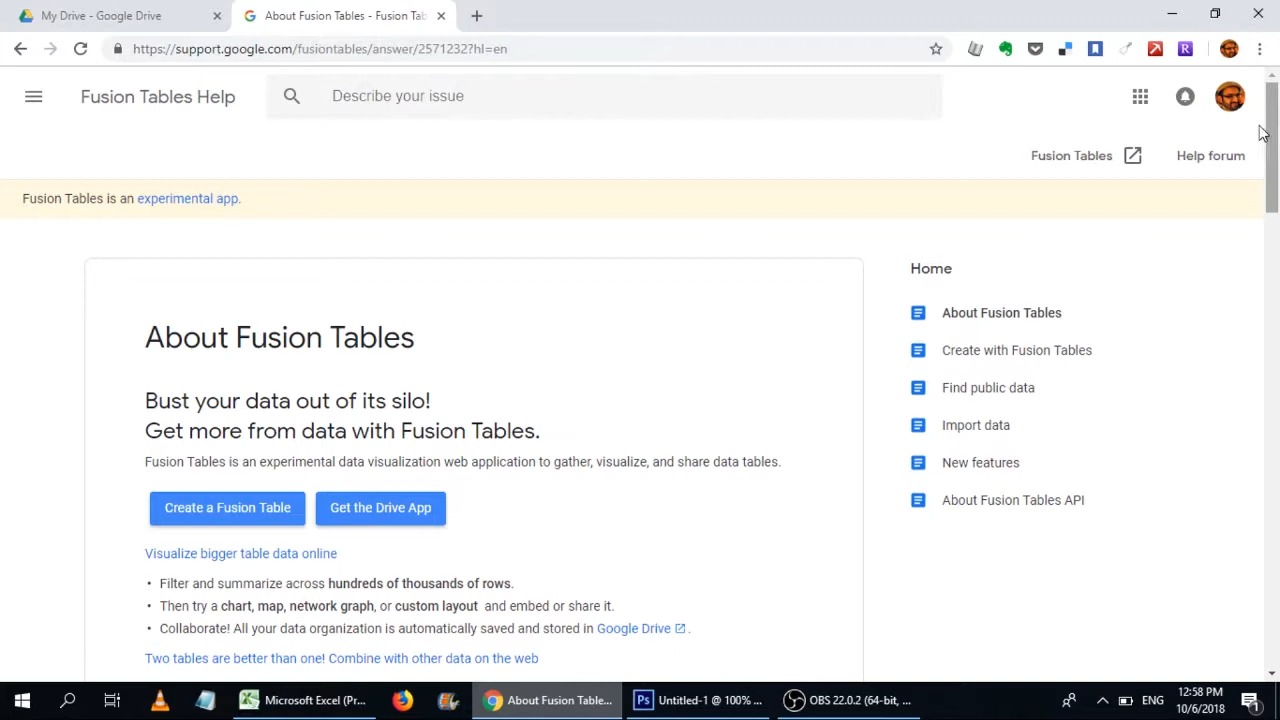 My Drive - Google Drive
About Fusion Tables - Fusion Tab
https://support.google.com/fusiontables/answer/2571232?hl=en
Fusion Tables Help
Describe your issue
Fusion Tables
Help forum
Fusion Tables is an experimental app.
Home
About Fusion Tables
Create with Fusion Tables
Find public data
Import data
New features
About Fusion Tables API
About Fusion Tables
Bust your data out of its silo!
Get more from data with Fusion Tables.
Fusion Tables is an experimental data visualization web application to gather, visualize, and share data tables.
Create a Fusion Table
Get the Drive App
Visualize bigger table data online
• Filter and summarize across hundreds of thousands of rows.
• Then try a chart, map, network graph, or custom layout and embed or share it.
• Collaborate! All your data organization is automatically saved and stored in Google Drive .
Two tables are better than one! Combine with other data on the web
Microsoft Excel (Pr...
About Fusion Table...
Ps
Untitled-1 @ 100% ...
OBS 22.0.2 (64-bit, ...
ENG
12:58 PM
10/6/2018
1
R